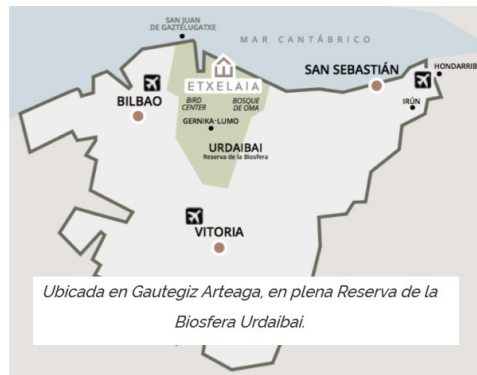 SAN JUAN
DE GAZTELUGATXE
MAR CANTÁBRICO
ETXELAIA
SAN SEBASTIÁN
HONDARRIB
BILBAO
BIRD
CENTER
BOSQUE
DE OMA
IRÚN
GERNIKA-LUMO
URDAIBAI
Reserva de la Biosfera
VITORIA
Ubicada en Gautegiz Arteaga, en plena Reserva de la
Biosfera Urdaibai.